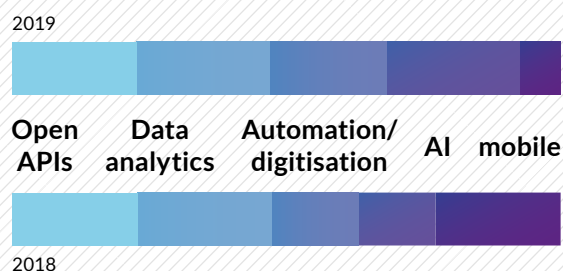 2019
Open APIs
Data analytics
Automation/ digitisation
AI
mobile
2018